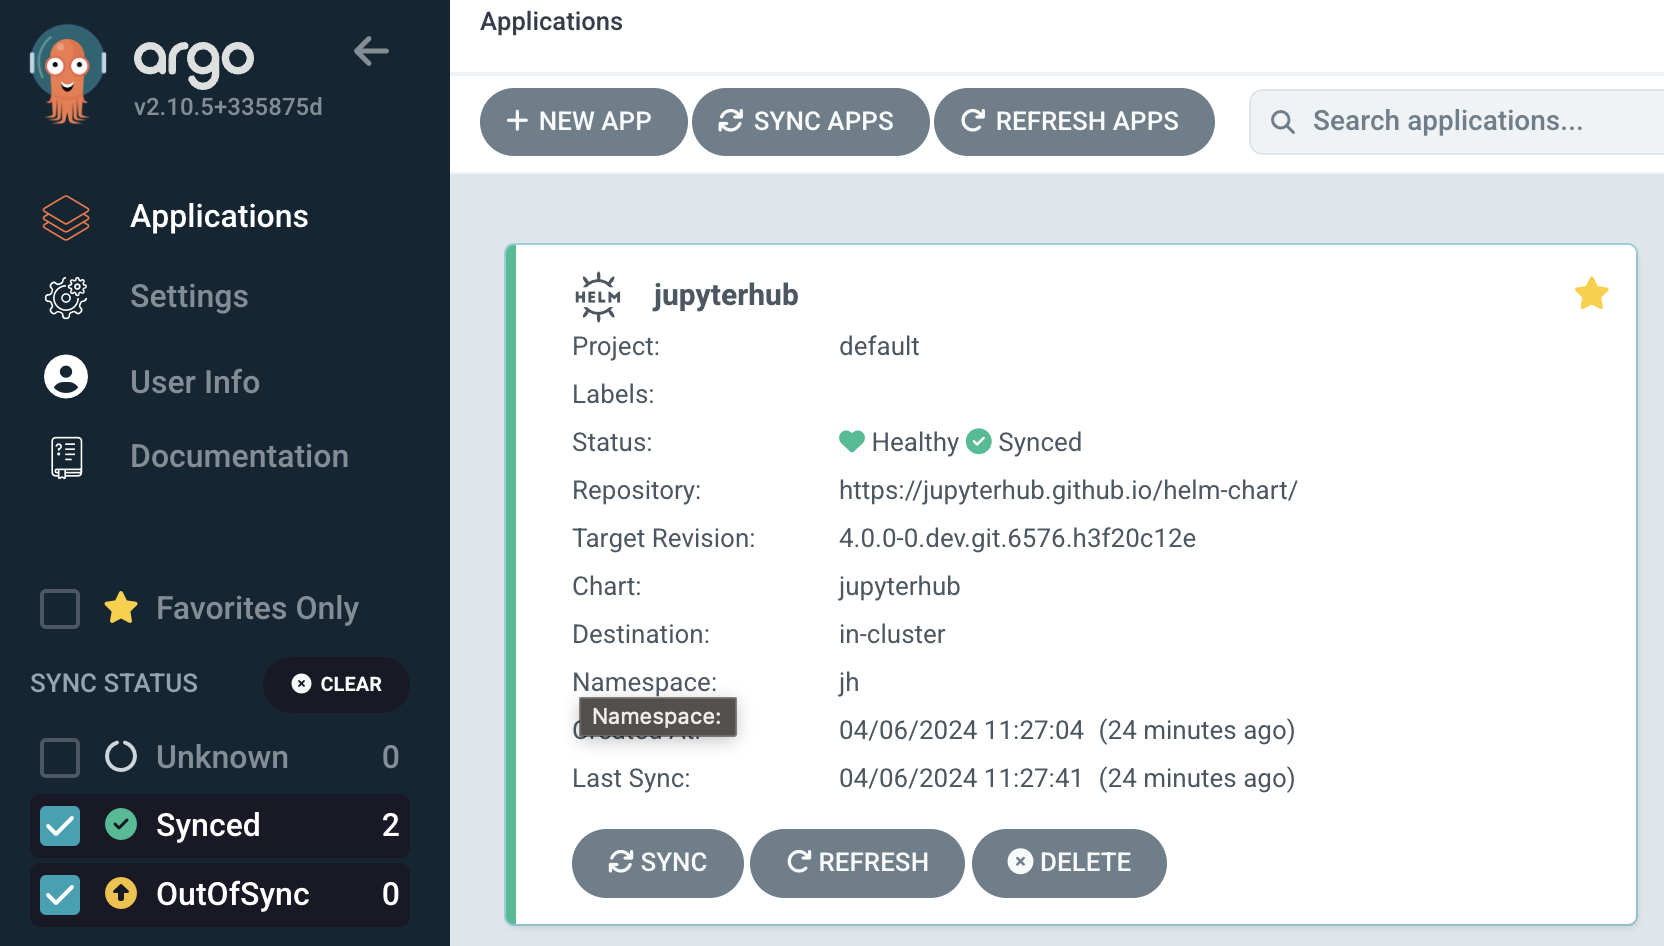 argo
v2.10.5+335875d
Applications
Settings
User Info
Documentation
Favorites Only
SYNC STATUS
CLEAR
Unknown 0
Synced 2
OutOfSync 0
Applications
NEW APP SYNC APPS REFRESH APPS Search applications...
HELM jupyterhub
Project: default
Labels:
Status: Healthy Synced
Repository: https://jupyterhub.github.io/helm-chart/
Target Revision: 4.0.0-0.dev.git.6576.h3f20c12e
Chart: jupyterhub
Destination: in-cluster
Namespace: jh
Namespace:
Created At: 04/06/2024 11:27:04 (24 minutes ago)
Last Sync: 04/06/2024 11:27:41 (24 minutes ago)
SYNC REFRESH DELETE